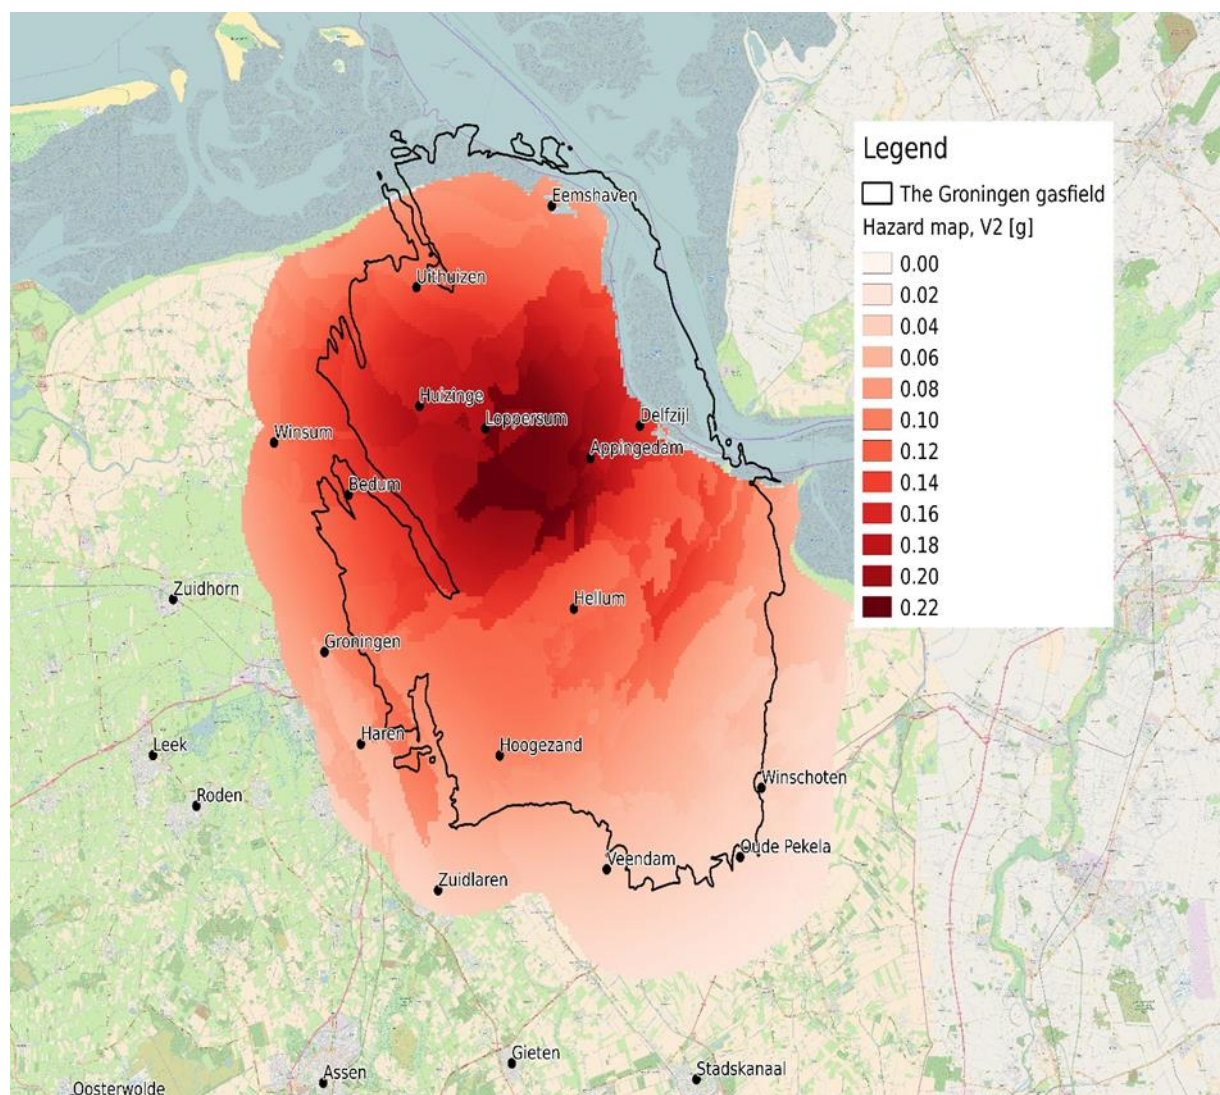 Legend
The Groningen gasfield
Hazard map, V2 [g]
0.00
0.02
0.04
0.06
0.08
0.10
0.12
0.14
0.16
0.18
0.20
0.22
Eemshaven
Uithuizen
Huizinge
Loppersum
Delfzijl
Winsum
Appingedam
Bedum
Zuidhorn
Hellum
Groningen
Haren
Leek
Hoogezand
Roden
Winschoten
Oude Pekela
Veendam
Zuidlaren
Gieten
Assen
Stadskanaal
Oosterwolde